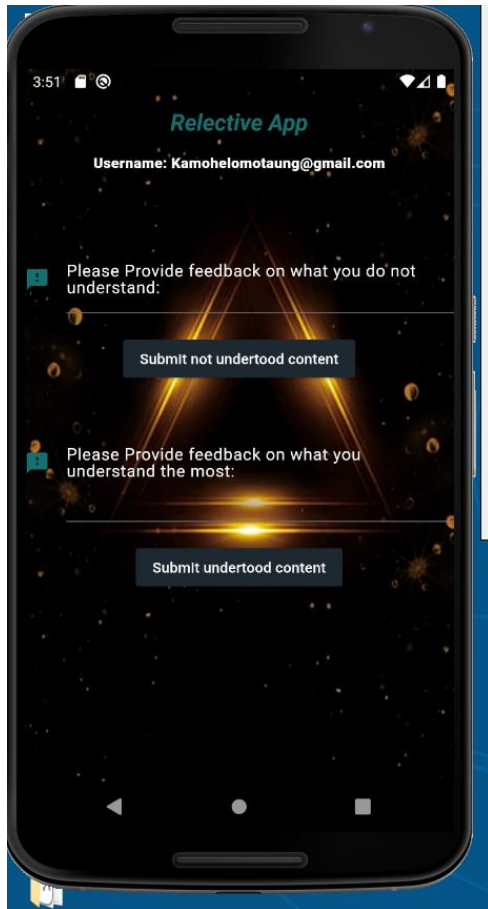 3:51
Relective App
Username: Kamohelomotaung@gmail.com
Please Provide feedback on what you do not
understand:
Submit not undertood content
Please Provide feedback on what you
understand the most:
Submit undertood content